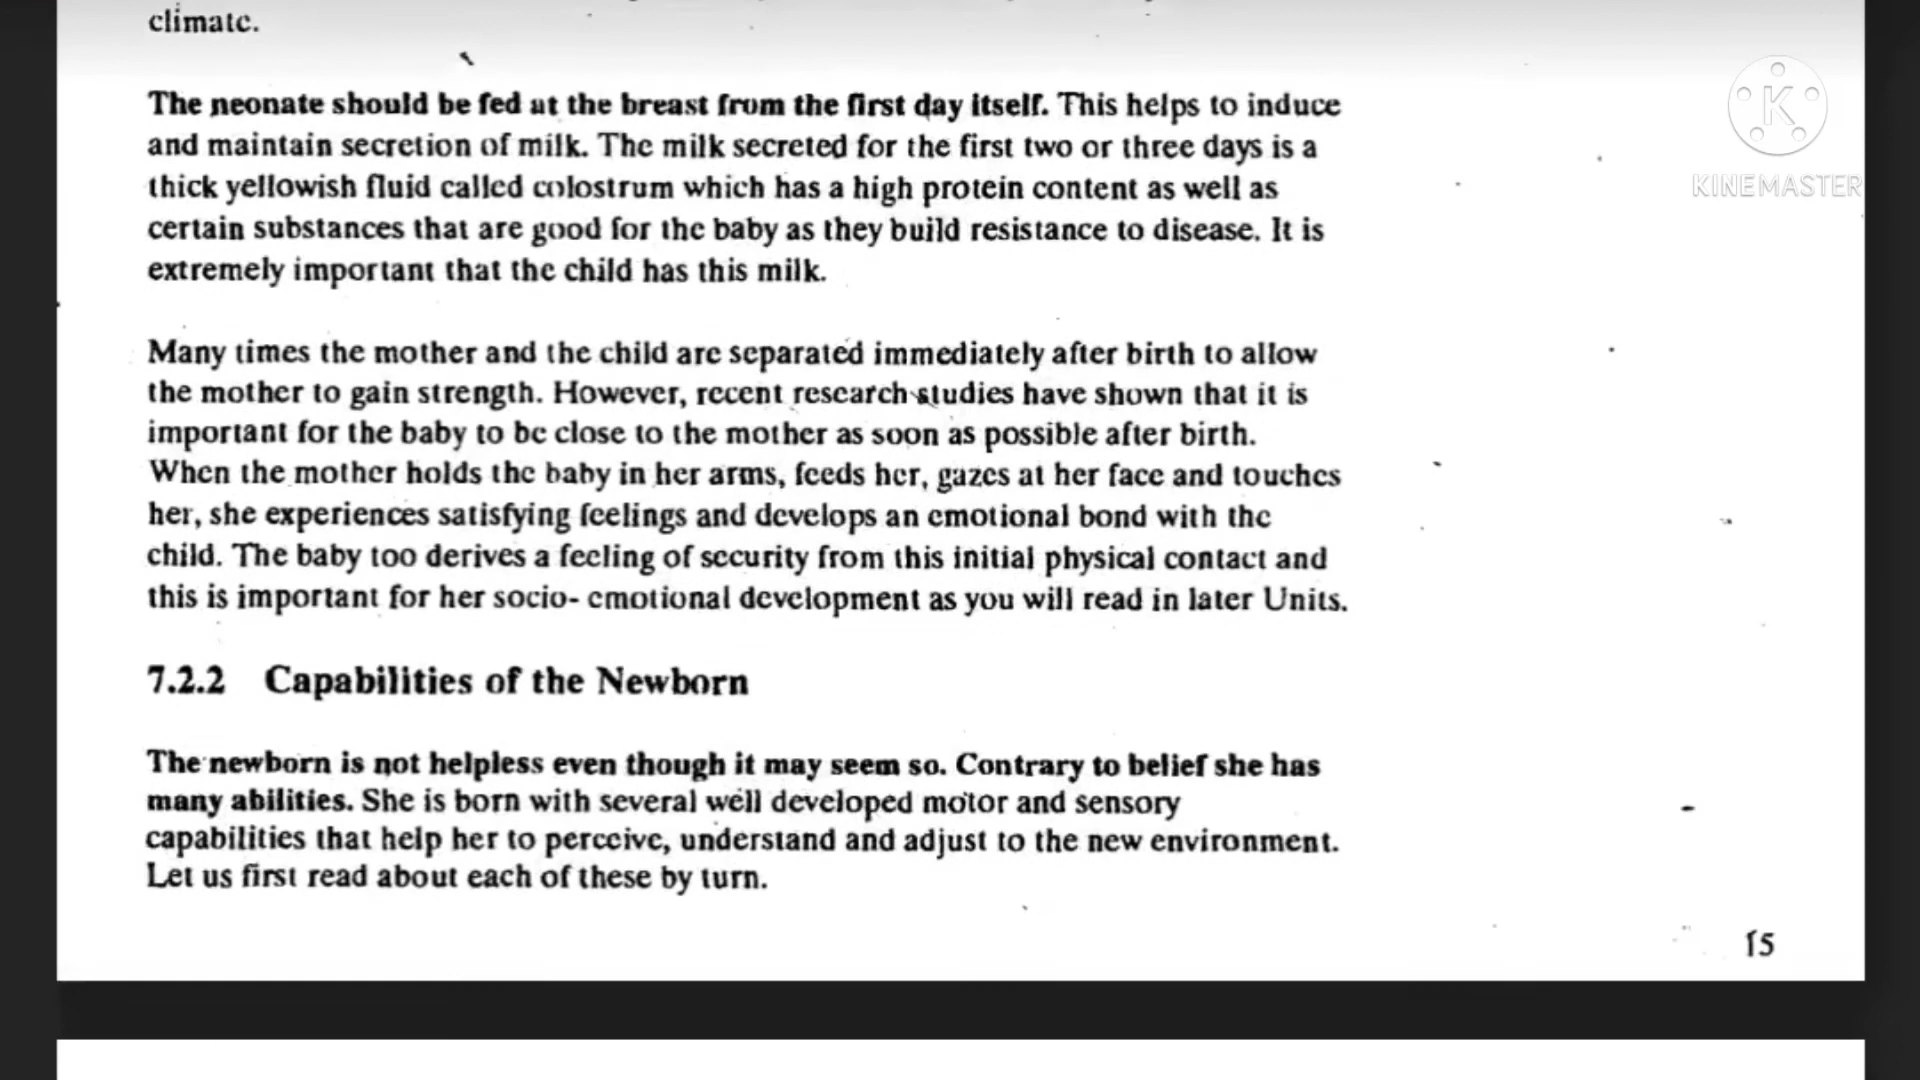 climate.
The neonate should be fed at the breast from the first day itself. This helps to induce
and maintain secretion of milk. The milk secreted for the first two or three days is a
thick yellowish fluid called colostrum which has a high protein content as well as
certain substances that are good for the baby as they build resistance to disease. It is
extremely important that the child has this milk.
Many times the mother and the child are separated immediately after birth to allow
the mother to gain strength. However, recent research studies have shown that it is
important for the baby to be close to the mother as soon as possible after birth.
When the mother holds the baby in her arms, feeds her, gazes at her face and touches
her, she experiences satisfying feelings and develops an emotional bond with the
child. The baby too derives a feeling of security from this initial physical contact and
this is important for her socio- emotional development as you will read in later Units.
7.2.2 Capabilities of the Newborn
The newborn is not helpless even though it may seem so. Contrary to belief she has
many abilities. She is born with several well developed motor and sensory
capabilities that help her to perceive, understand and adjust to the new environment.
Let us first read about each of these by turn.
15
K
KINEMASTER